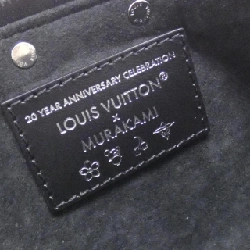 20 YEAR ANNIVERSARY CELEBRATION
LOUIS VUITTON®
×
MURAKAMI